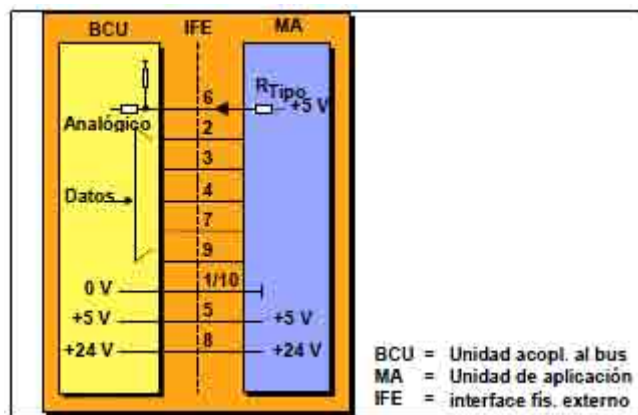 BCU IFE MA
6 RTipo +5 V
Analógico 2
3
Datos 4
7
9
0 V 1/10
+5 V 5 +5 V
+24 V 8 +24 V
BCU = Unidad acopl. al bus
MA = Unidad de aplicación
IFE = interface fís. externo